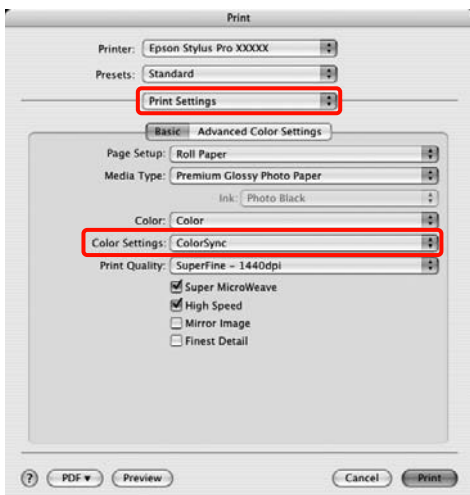 Print
Printer: Epson Stylus Pro XXXXX
Presets: Standard
Print Settings
Basic Advanced Color Settings
Page Setup: Roll Paper
Media Type: Premium Glossy Photo Paper
Ink: Photo Black
Color: Color
Color Settings: ColorSync
Print Quality: SuperFine - 1440dpi
Super MicroWeave
High Speed
Mirror Image
Finest Detail
? PDF ▼ Preview Cancel Print